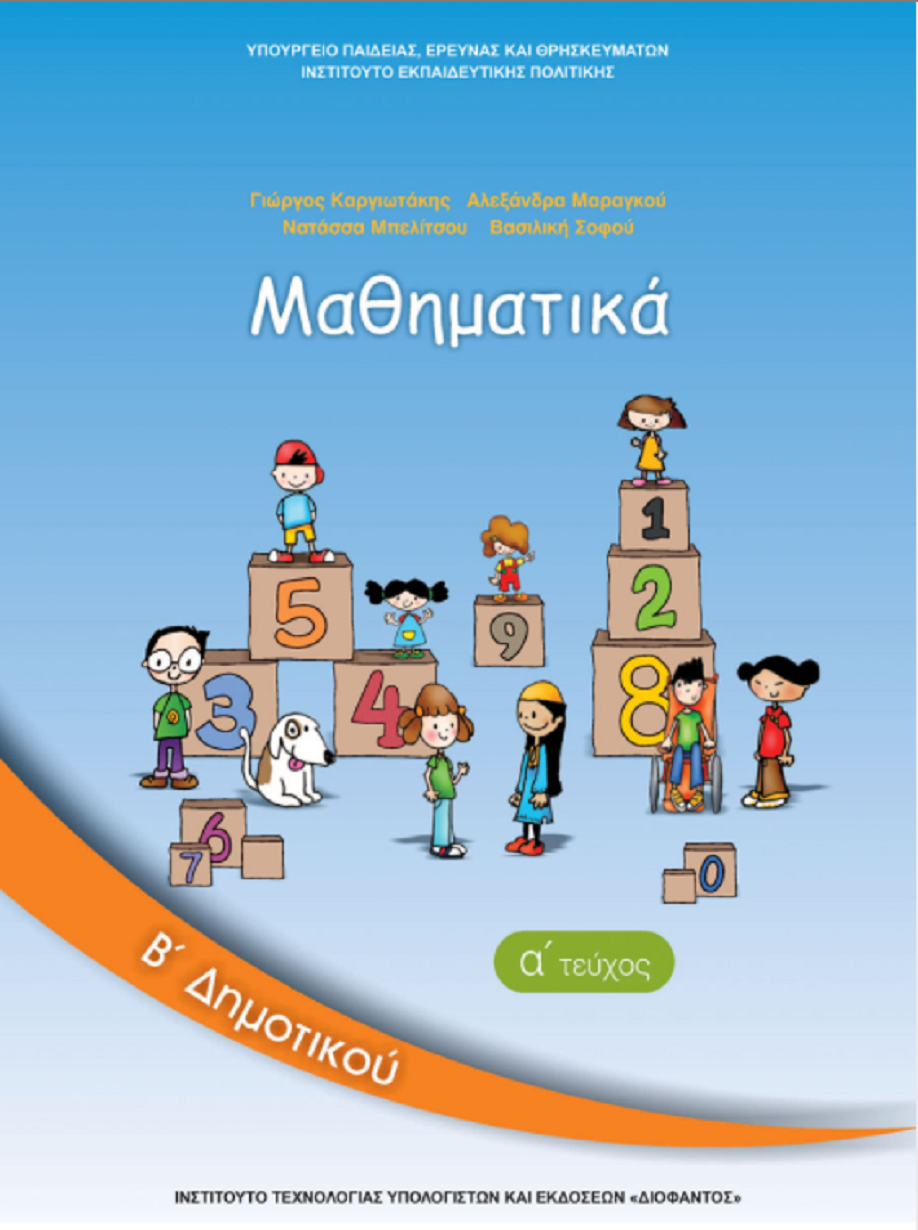 ΥΠΟΥΡΓΕΙΟ ΠΑΙΔΕΙΑΣ, ΕΡΕΥΝΑΣ ΚΑΙ ΘΡΗΣΚΕΥΜΑΤΩΝ
ΙΝΣΤΙΤΟΥΤΟ ΕΚΠΑΙΔΕΥΤΙΚΗΣ ΠΟΛΙΤΙΚΗΣ
Γιώργος Καργιωτάκης Αλεξάνδρα Μαραγκού
Νατάσσα Μπελίτσου Βασιλική Σοφού
Μαθηματικά
1
5
2
9
3
4
8
6
7
0
α΄ τεύχος
Β΄ Δημοτικού
ΙΝΣΤΙΤΟΥΤΟ ΤΕΧΝΟΛΟΓΙΑΣ ΥΠΟΛΟΓΙΣΤΩΝ ΚΑΙ ΕΚΔΟΣΕΩΝ «ΔΙΟΦΑΝΤΟΣ»